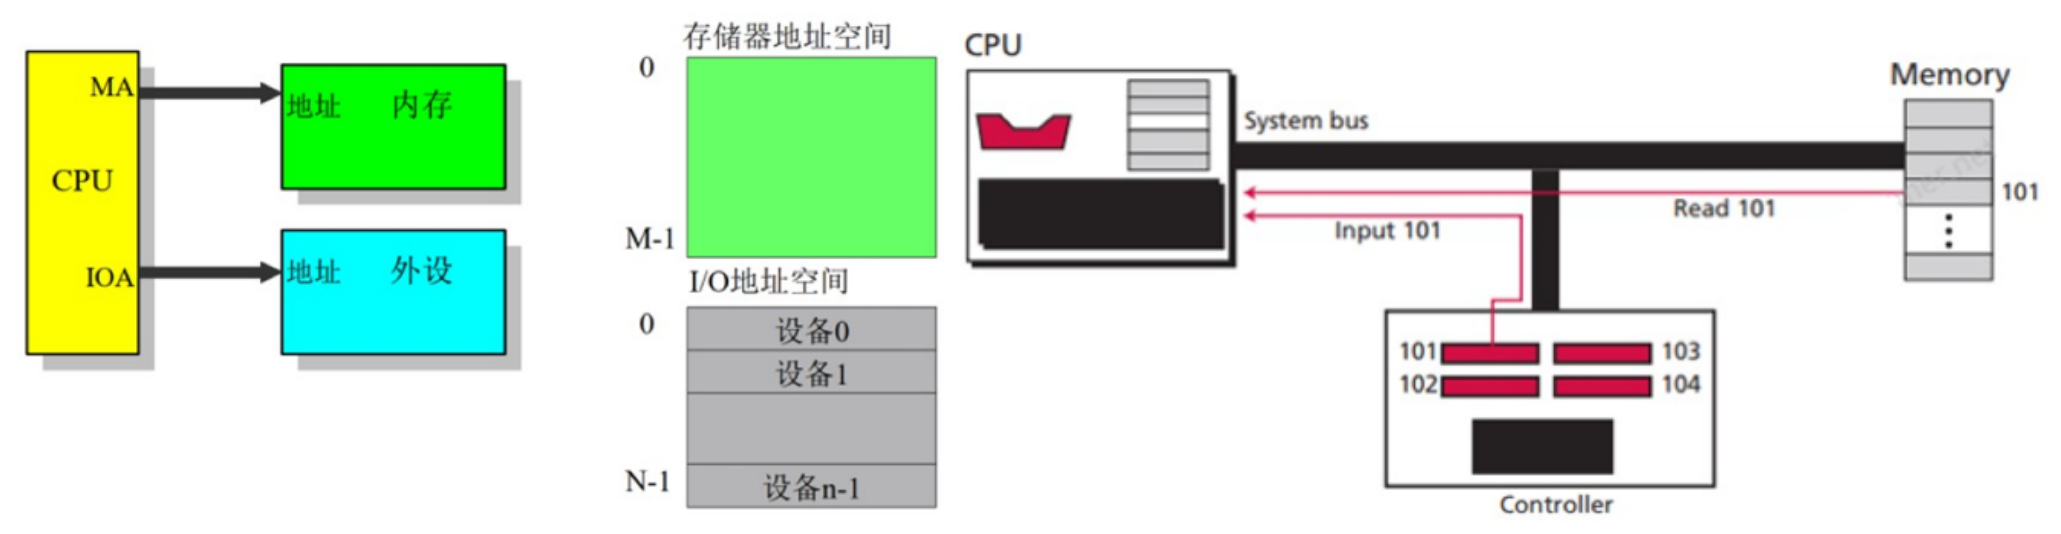 MA
CPU
IOA
地址 内存
地址 外设
存储器地址空间
0
M-1
I/O地址空间
0
设备0
设备1
N-1
设备n-1
CPU
System bus
Memory
101
Read 101
Input 101
101
103
102
104
Controller